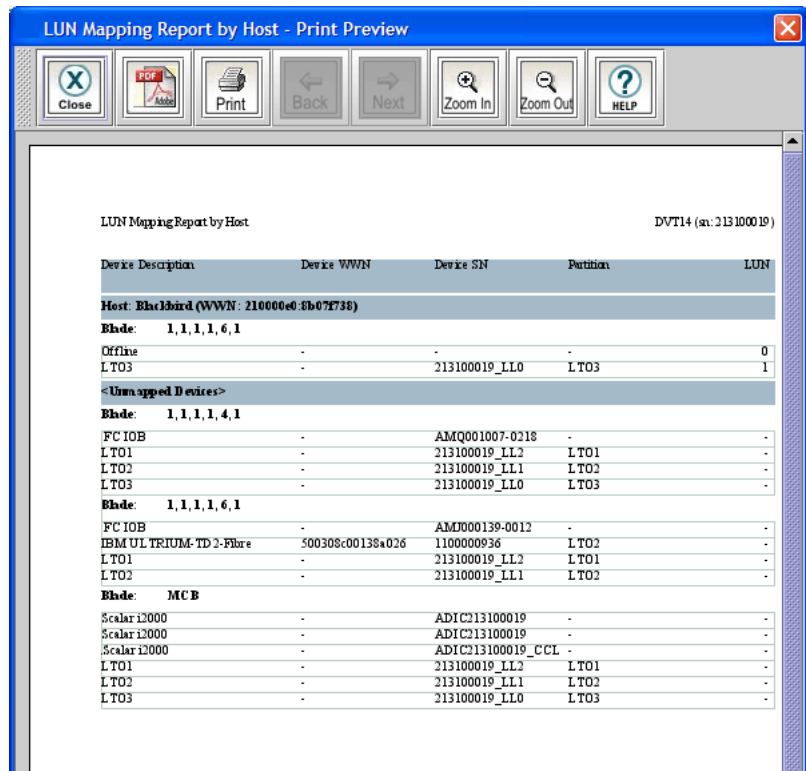 LUN Mapping Report by Host - Print Preview
X Close PDF Adobe Print Back Next Zoom In Zoom Out ? HELP
LUN Mapping Report by Host DVT14 (sn: 213100019)
Device Description Device WWN Device SN Partition LUN
Host: Blackbird (WWN: 210000e0:8b07f738)
Blade: 1,1,1,1,6,1
Offline - - - 0
LTO3 - 213100019_LL0 LTO3 1
<Unmapped Devices>
Blade: 1,1,1,1,4,1
FC IOB - AMQ001007-0218 - -
LTO1 - 213100019_LL2 LTO1 -
LTO2 - 213100019_LL1 LTO2 -
LTO3 - 213100019_LL0 LTO3 -
Blade: 1,1,1,1,6,1
FC IOB - AMJ000139-0012 - -
IBM ULTRIUM-TD2-Fibre 500308c00138a026 1100000936 LTO2 -
LTO1 - 213100019_LL2 LTO1 -
LTO2 - 213100019_LL1 LTO2 -
Blade: MCB
Scalar i2000 - ADIC213100019 - -
Scalar i2000 - ADIC213100019 - -
Scalar i2000 - ADIC213100019_CCL - -
LTO1 - 213100019_LL2 LTO1 -
LTO2 - 213100019_LL1 LTO2 -
LTO3 - 213100019_LL0 LTO3 -